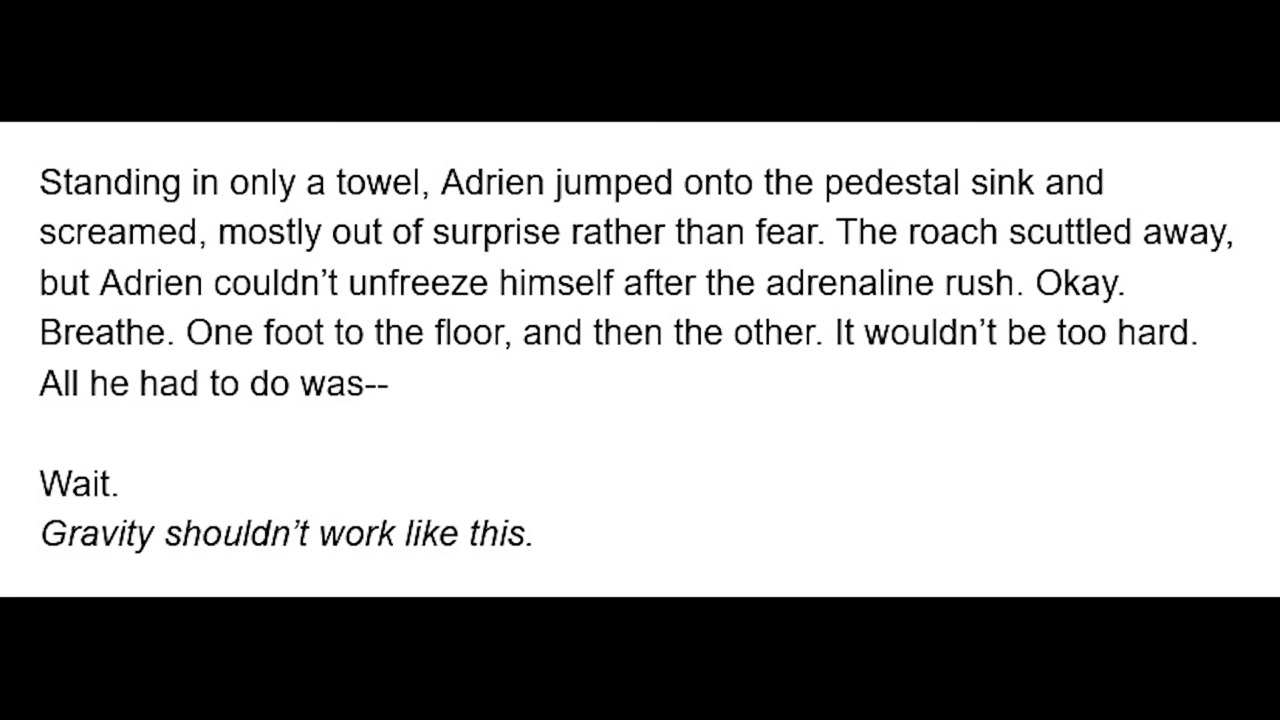 Standing in only a towel, Adrien jumped onto the pedestal sink and
screamed, mostly out of surprise rather than fear. The roach scuttled away,
but Adrien couldn’t unfreeze himself after the adrenaline rush. Okay.
Breathe. One foot to the floor, and then the other. It wouldn’t be too hard.
All he had to do was--
Wait.
Gravity shouldn’t work like this.